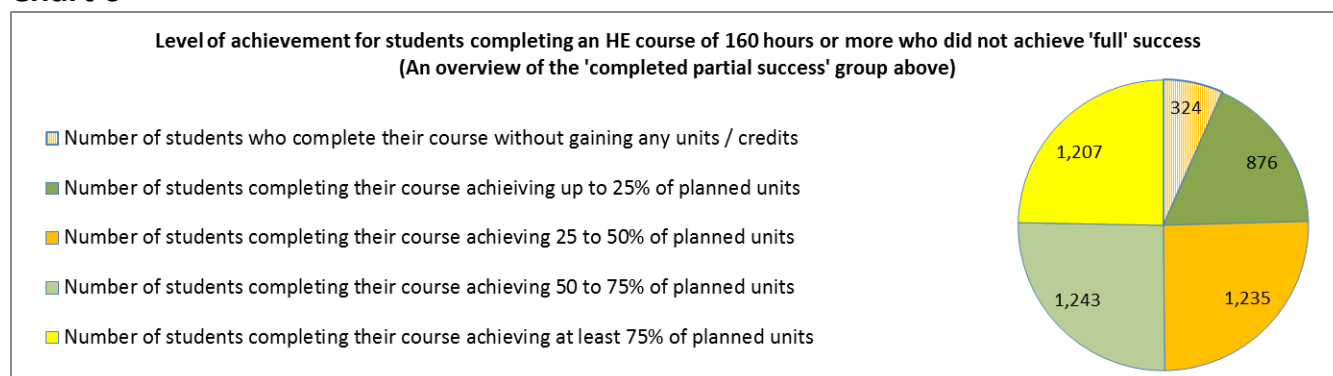 Level of achievement for students completing an HE course of 160 hours or more who did not achieve 'full' success
(An overview of the 'completed partial success' group above)
Number of students who complete their course without gaining any units / credits
Number of students completing their course achieiving up to 25% of planned units
Number of students completing their course achieving 25 to 50% of planned units
Number of students completing their course achieving 50 to 75% of planned units
Number of students completing their course achieving at least 75% of planned units
324
876
1,235
1,243
1,207